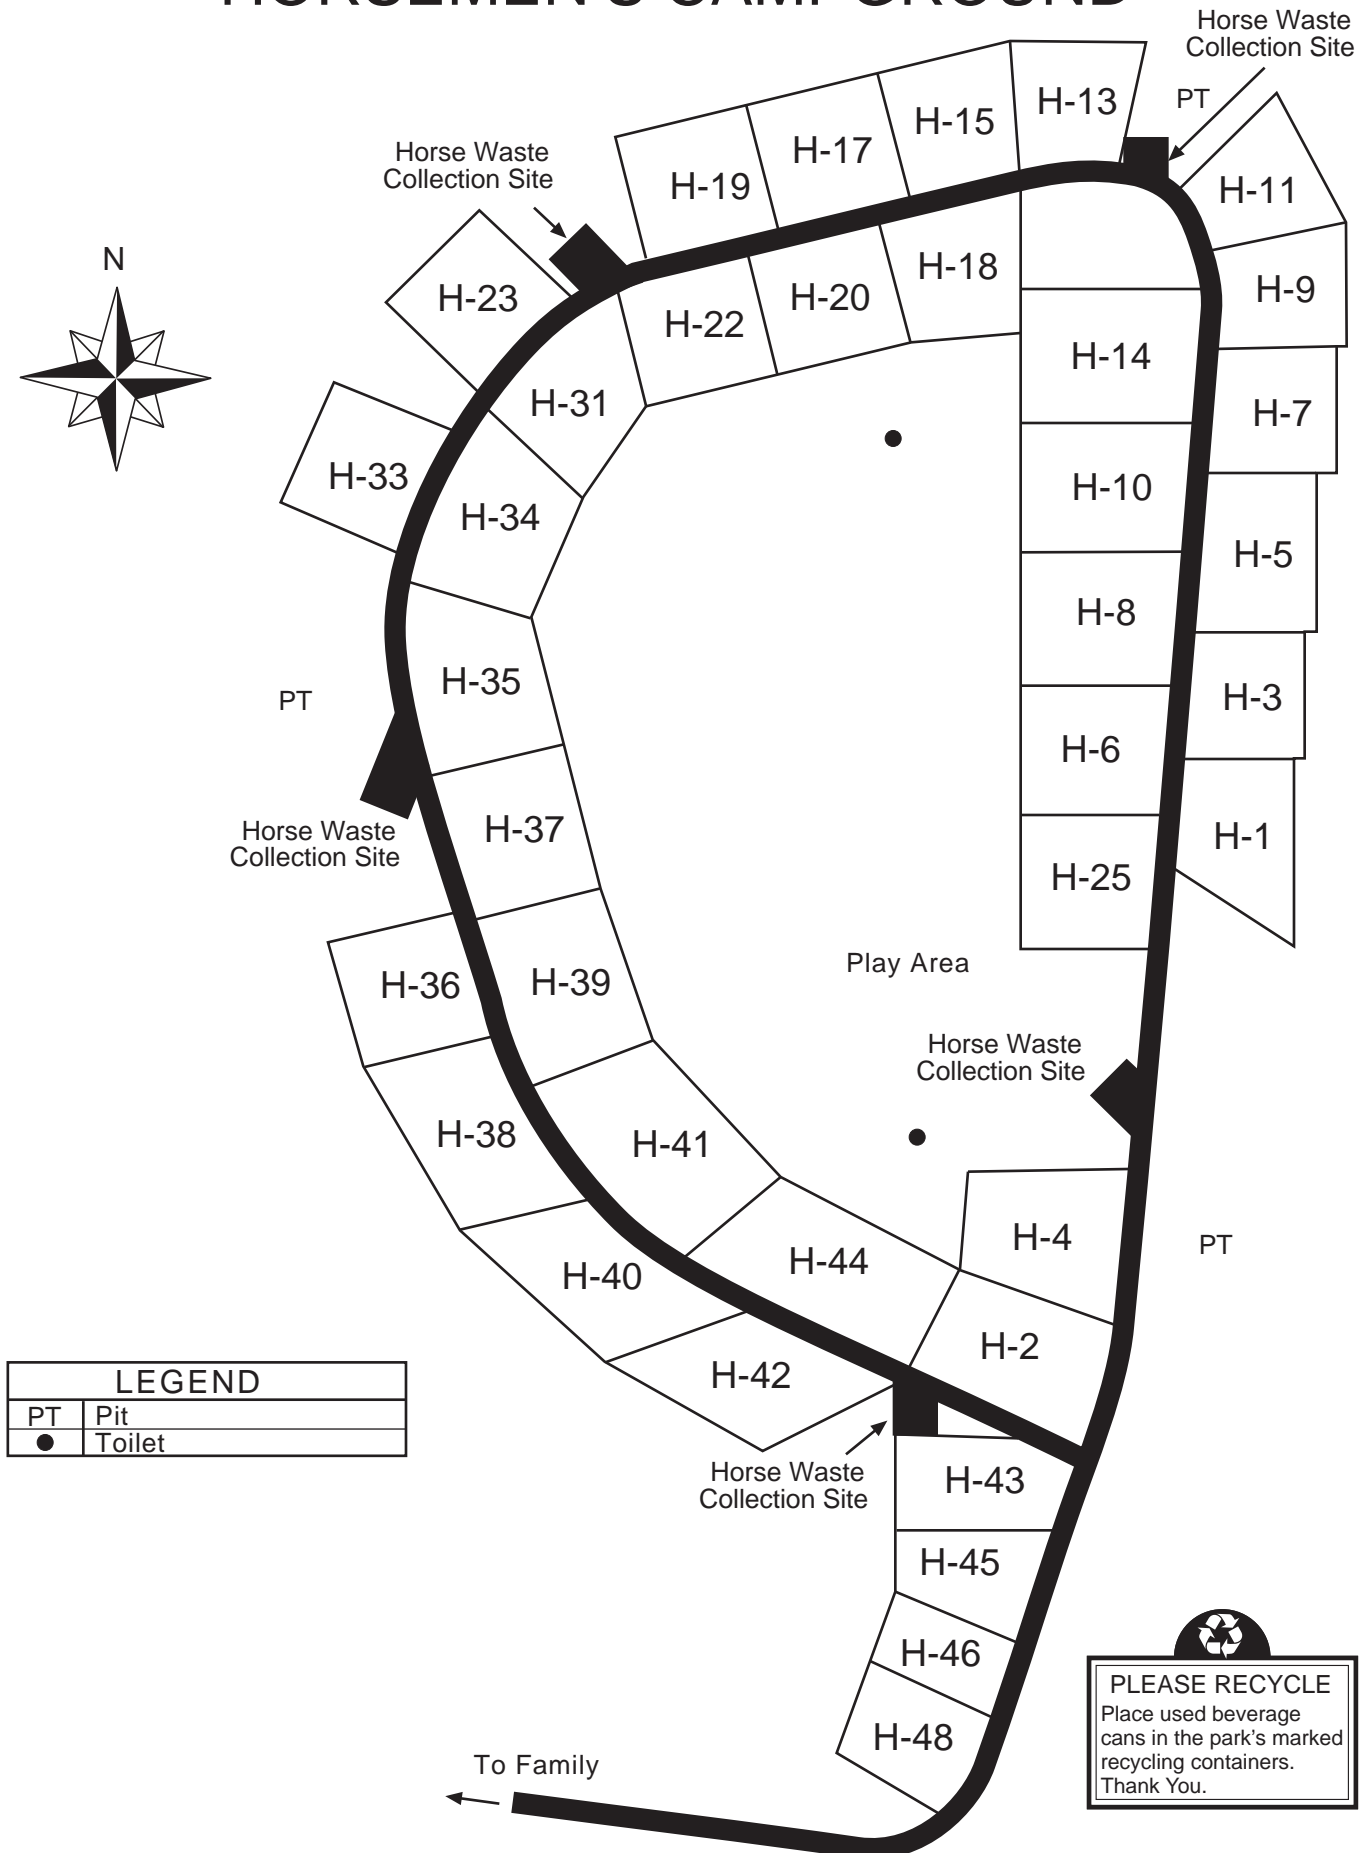 HORSEMEN'S CAMPGROUND
Horse Waste
Collection Site
PT
H-13
H-15
H-17
H-19
H-11
Horse Waste
Collection Site
N
H-23
H-22
H-20
H-18
H-9
H-14
H-7
H-31
H-33
H-34
H-10
H-5
H-8
H-35
PT
H-3
H-6
H-37
Horse Waste
Collection Site
H-1
H-25
Play Area
H-36
H-39
Horse Waste
Collection Site
H-38
H-41
H-4
PT
H-44
H-40
H-2
H-42
LEGEND
PT Pit
Toilet
Horse Waste
Collection Site
H-43
H-45
H-46
H-48
To Family
PLEASE RECYCLE
Place used beverage
cans in the park’s marked
recycling containers.
Thank You.